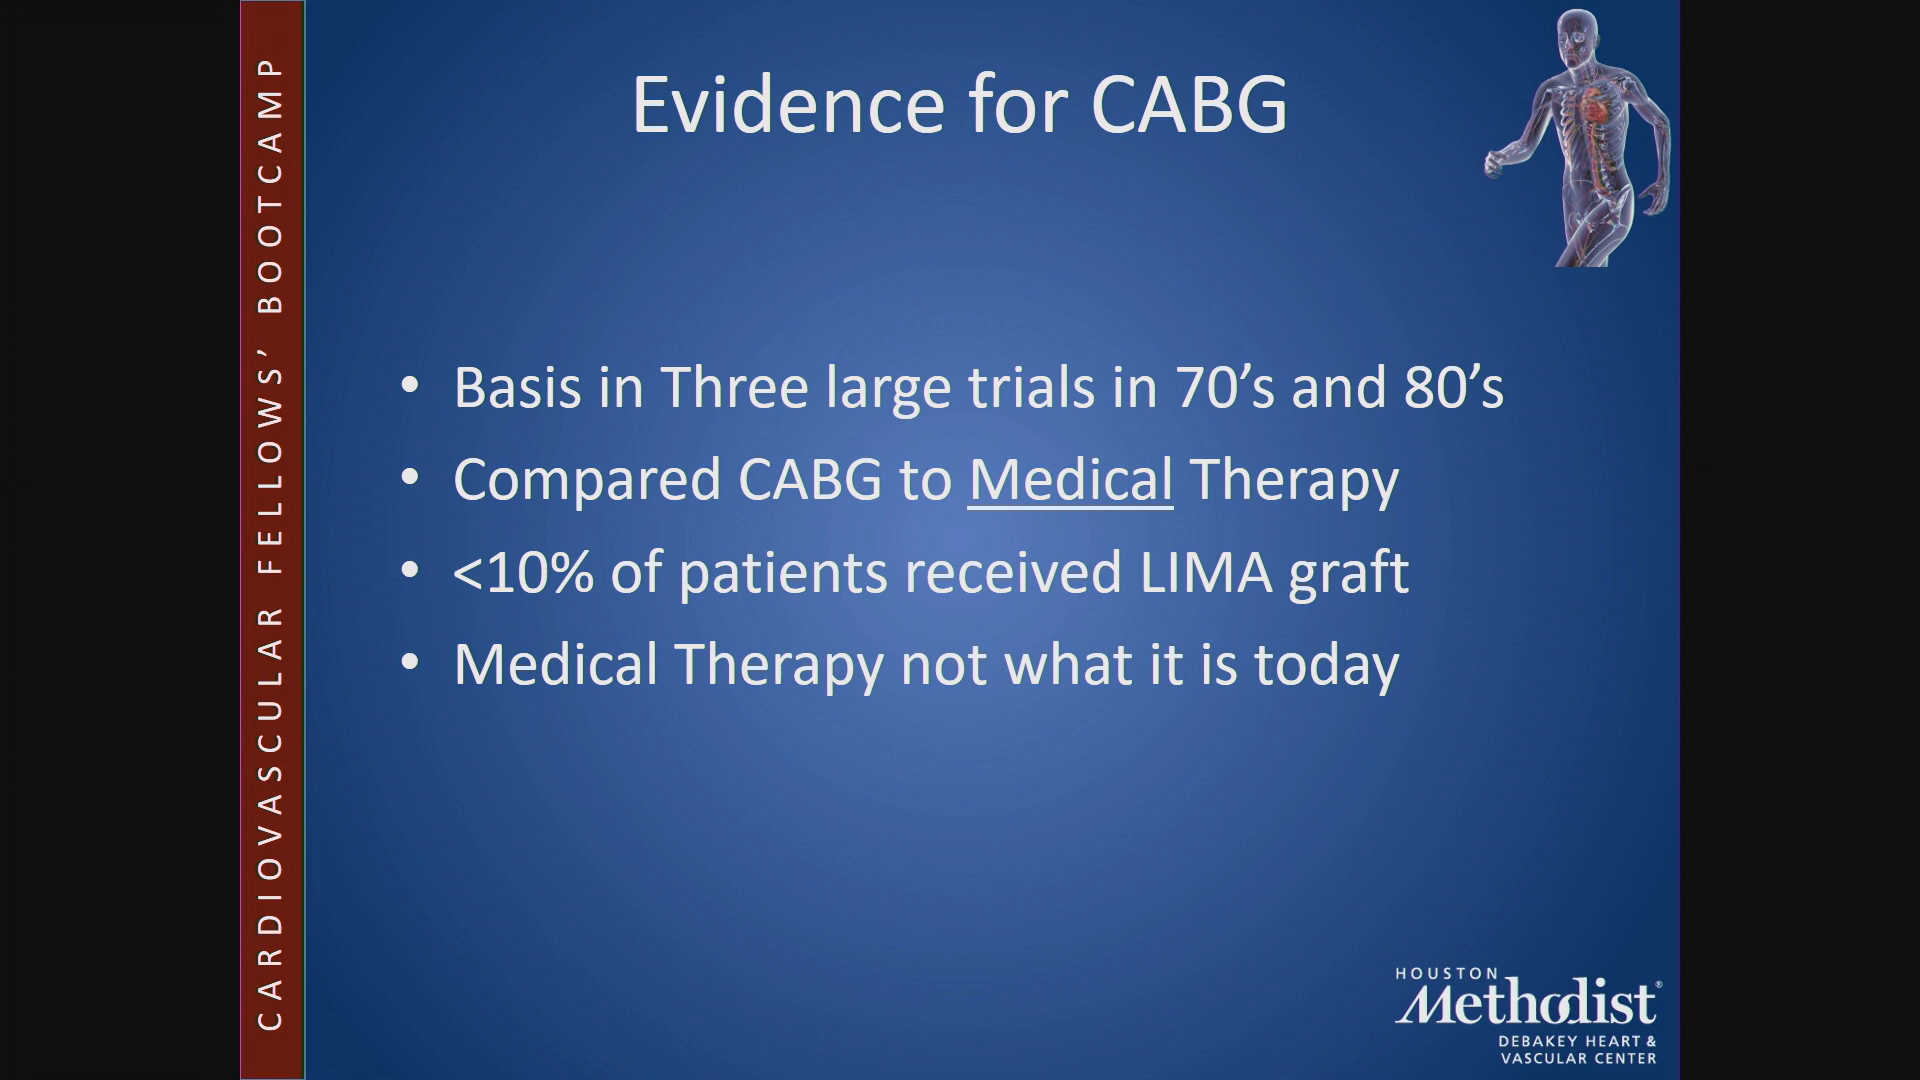 CARDIOVASCULAR FELLOWS’ BOOTCAMP
Evidence for CABG
• Basis in Three large trials in 70’s and 80’s
• Compared CABG to Medical Therapy
• <10% of patients received LIMA graft
• Medical Therapy not what it is today
HOUSTON
Methodist®
DEBAKEY HEART &
VASCULAR CENTER